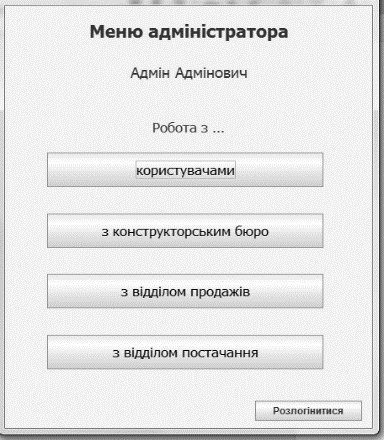 Меню адміністратора
Адмін Адмінович
Робота з ...
користувачами
з конструкторським бюро
з відділом продажів
з відділом постачання
Розлогінитися